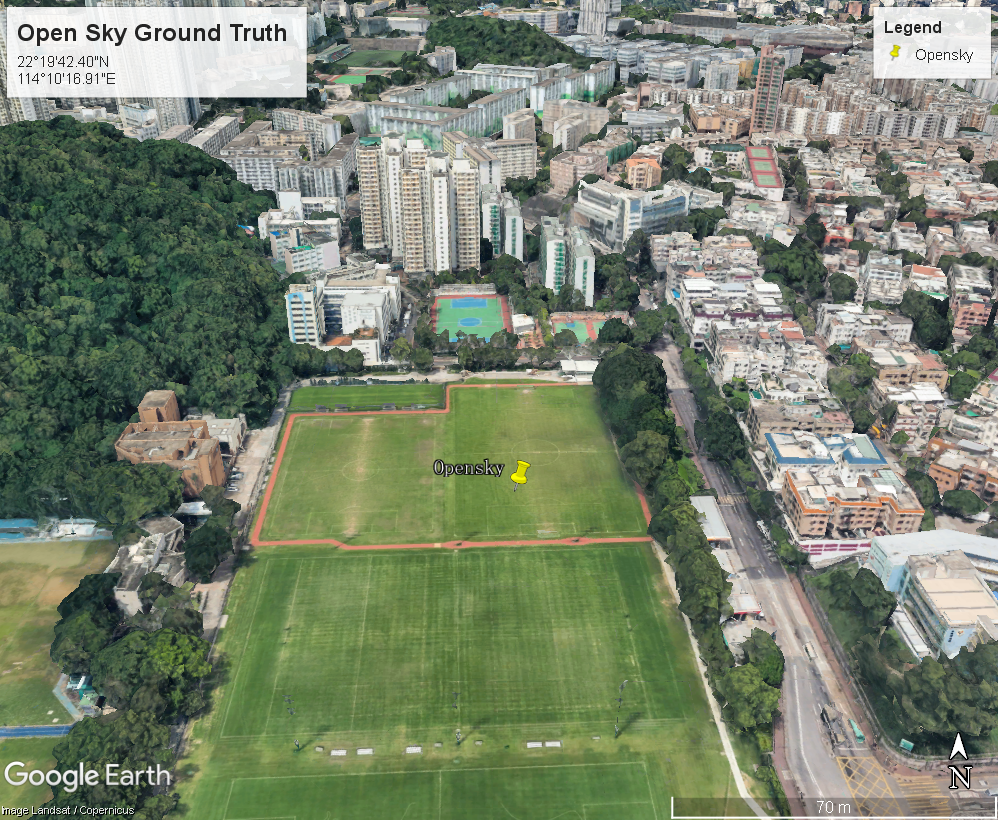 Open Sky Ground Truth
22°19'42.40"N
114°10'16.91"E
Legend
Opensky
Opensky
Google Earth
Image Landsat / Copernicus
N
70 m